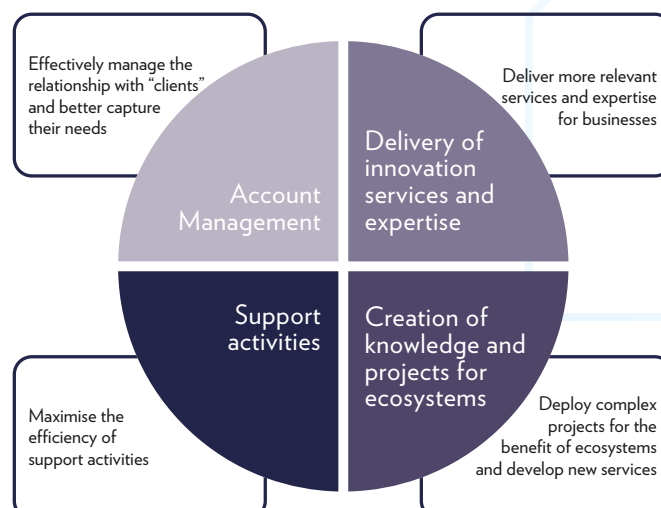 Effectively manage the
relationship with “clients”
and better capture
their needs
Deliver more relevant
services and expertise
for businesses
Account
Management
Delivery of
innovation
services and
expertise
Support
activities
Creation of
knowledge and
projects for
ecosystems
Maximise the
efficiency of
support activities
Deploy complex
projects for the
benefit of ecosystems
and develop new services